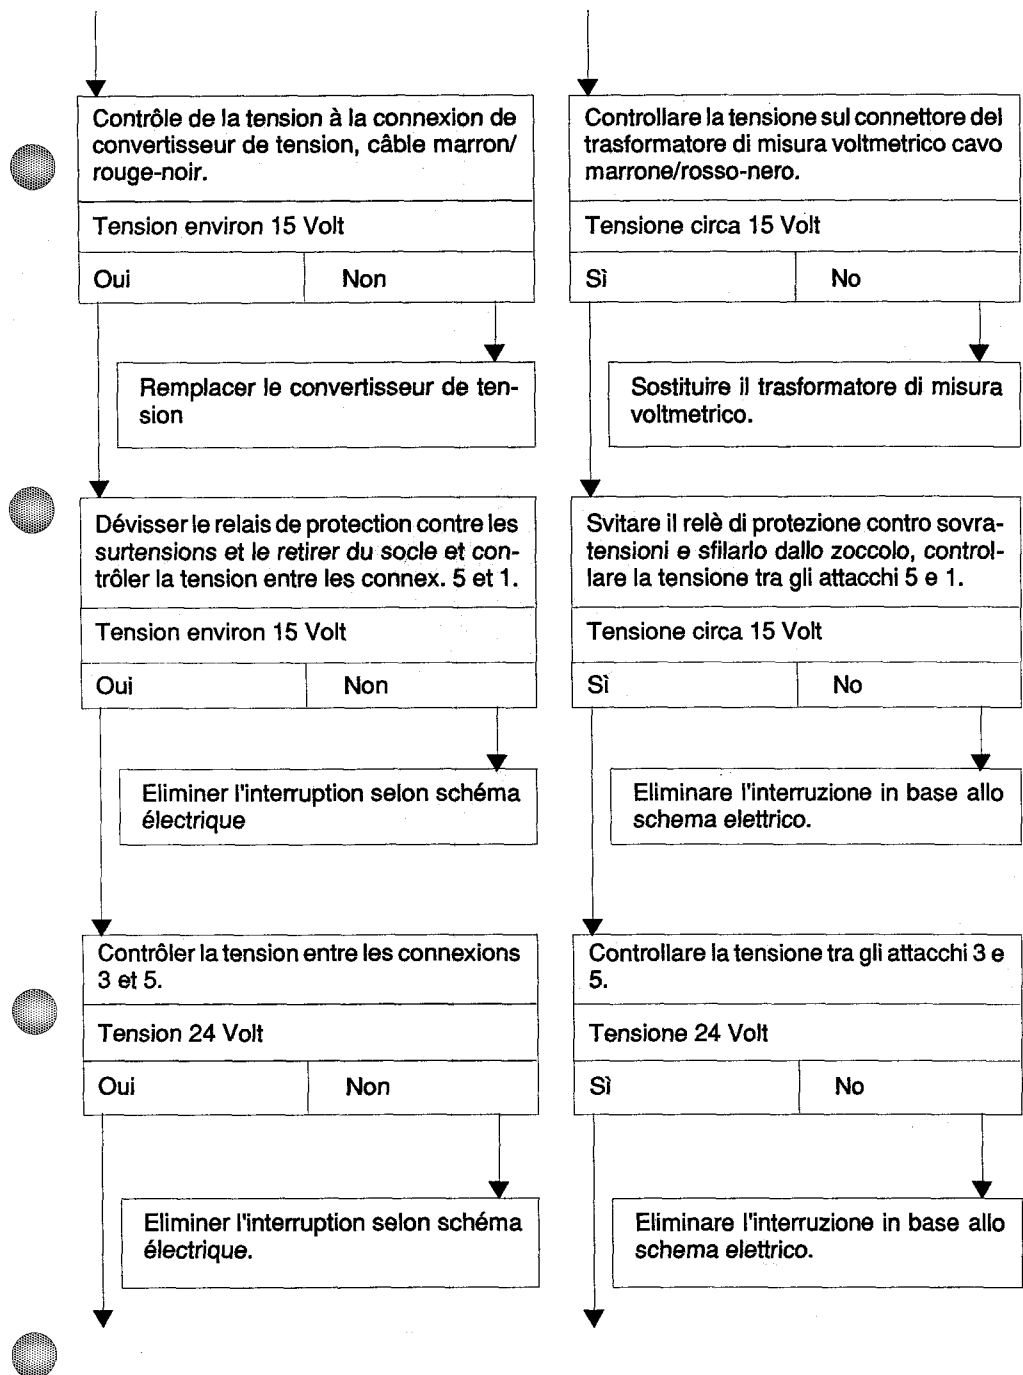 Contrôle de la tension à la connexion de
convertisseur de tension, câble marron/
rouge-noir.
Tension environ 15 Volt
Oui
Non
Remplacer le convertisseur de ten-
sion
Dévisser le relais de protection contre les
surtensions et le retirer du socle et con-
trôler la tension entre les connex. 5 et 1.
Tension environ 15 Volt
Oui
Non
Eliminer l'interruption selon schéma
électrique
Contrôler la tension entre les connexions
3 et 5.
Tension 24 Volt
Oui
Non
Eliminer l'interruption selon schéma
électrique.
Controllare la tensione sul connettore del
trasformatore di misura voltmetrico cavo
marrone/rosso-nero.
Tensione circa 15 Volt
Sì
No
Sostituire il trasformatore di misura
voltmetrico.
Svitare il relè di protezione contro sovra-
tensioni e sfilarlo dallo zoccolo, control-
lare la tensione tra gli attacchi 5 e 1.
Tensione circa 15 Volt
Sì
No
Eliminare l'interruzione in base allo
schema elettrico.
Controllare la tensione tra gli attacchi 3 e
5.
Tensione 24 Volt
Sì
No
Eliminare l'interruzione in base allo
schema elettrico.